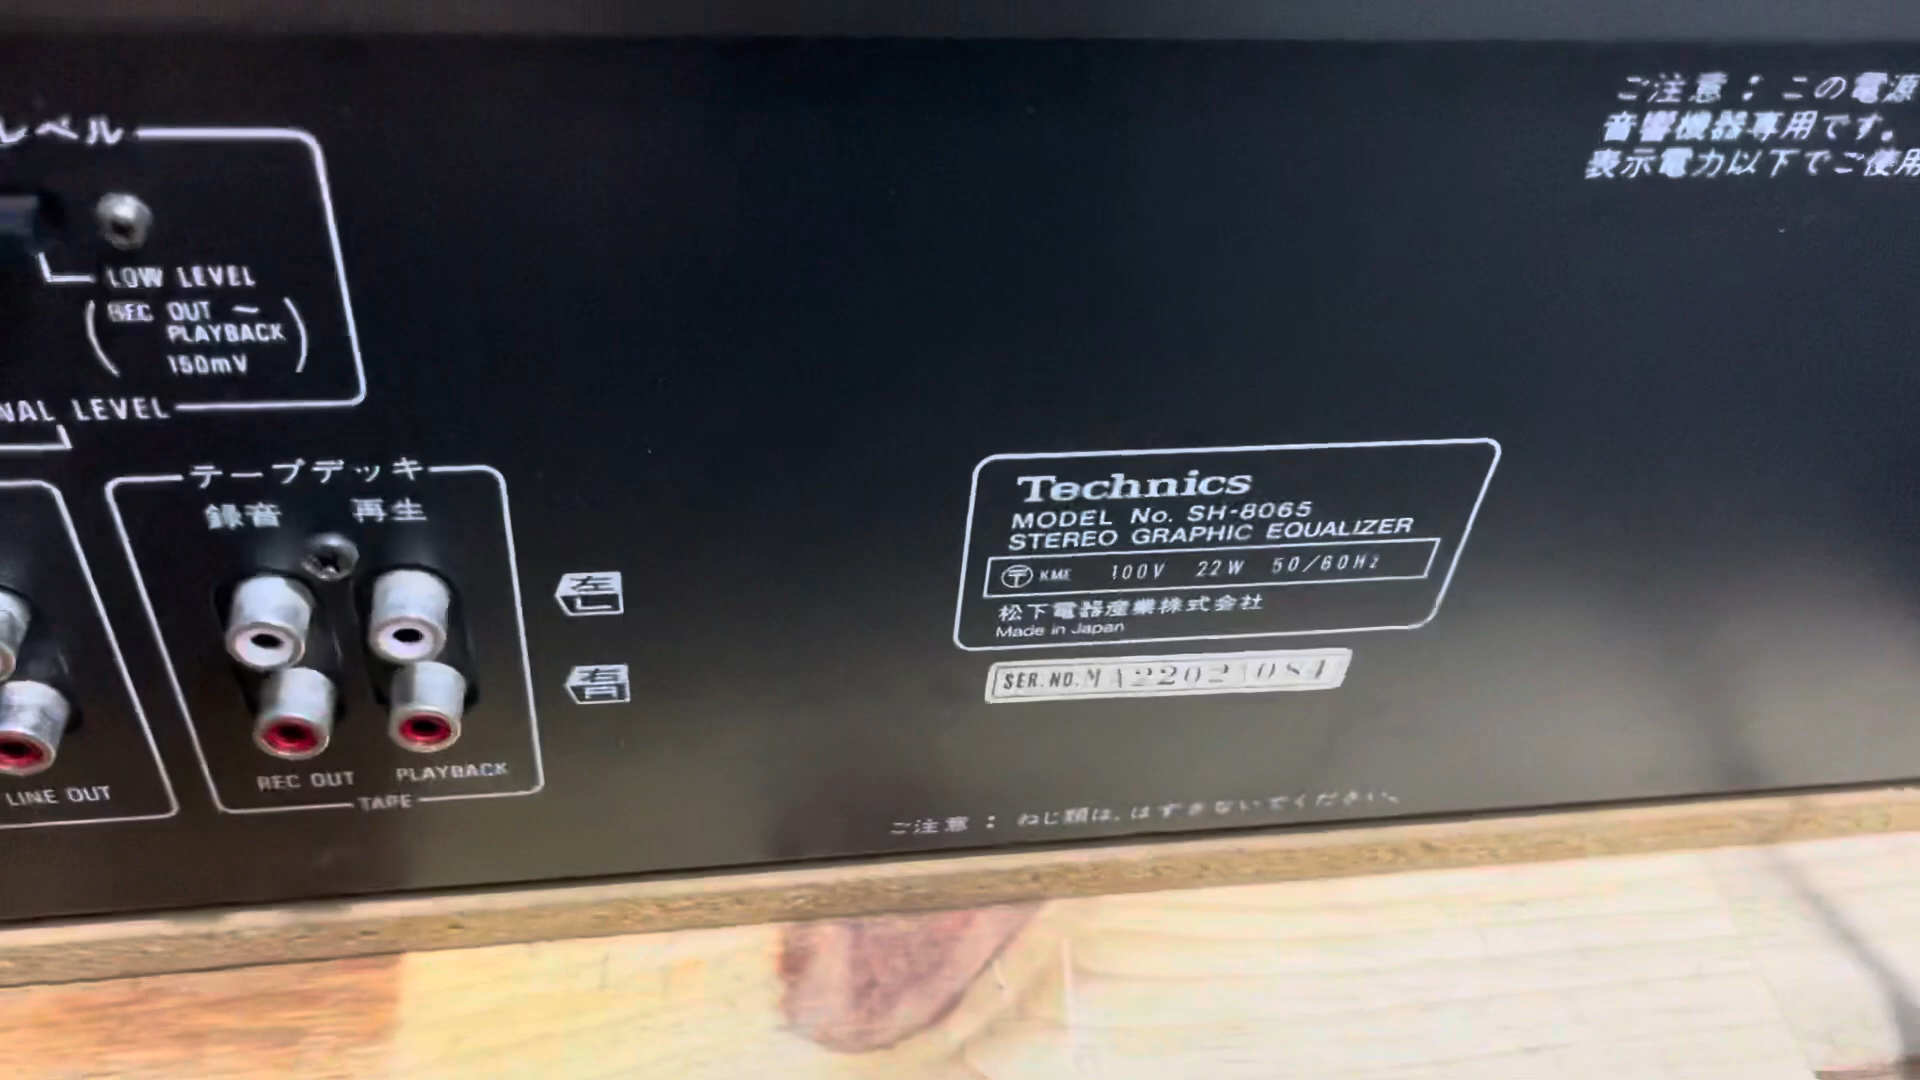 レベル
LOW LEVEL
(REC OUT ~
PLAYBACK
150mV)
NAL LEVEL
テープデッキ
録音 再生
左
L
右
R
REC OUT PLAYBACK
TAPE
LINE OUT
ご注意：この電源
音響機器専用です。
表示電力以下でご使用
Technics
MODEL No. SH-8065
STEREO GRAPHIC EQUALIZER
〒 KME 100V 22W 50/60Hz
松下電器産業株式会社
Made in Japan
SER.NO.
ご注意：ねじ類は、はずさないでください。